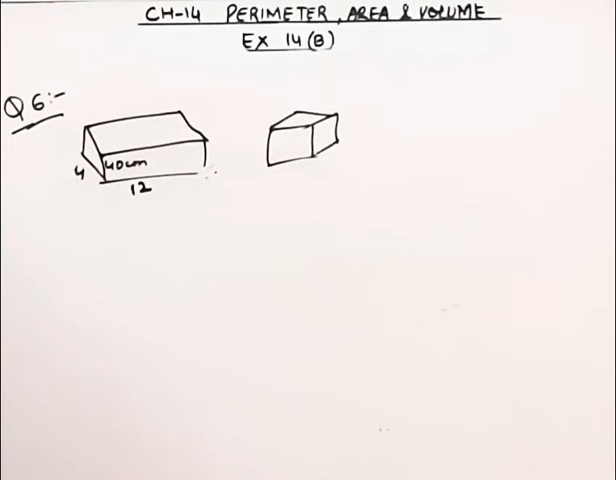 CH-14 PERIMETER, AREA & VOLUME
EX 14(B)
Q6:-
40cm
4
12